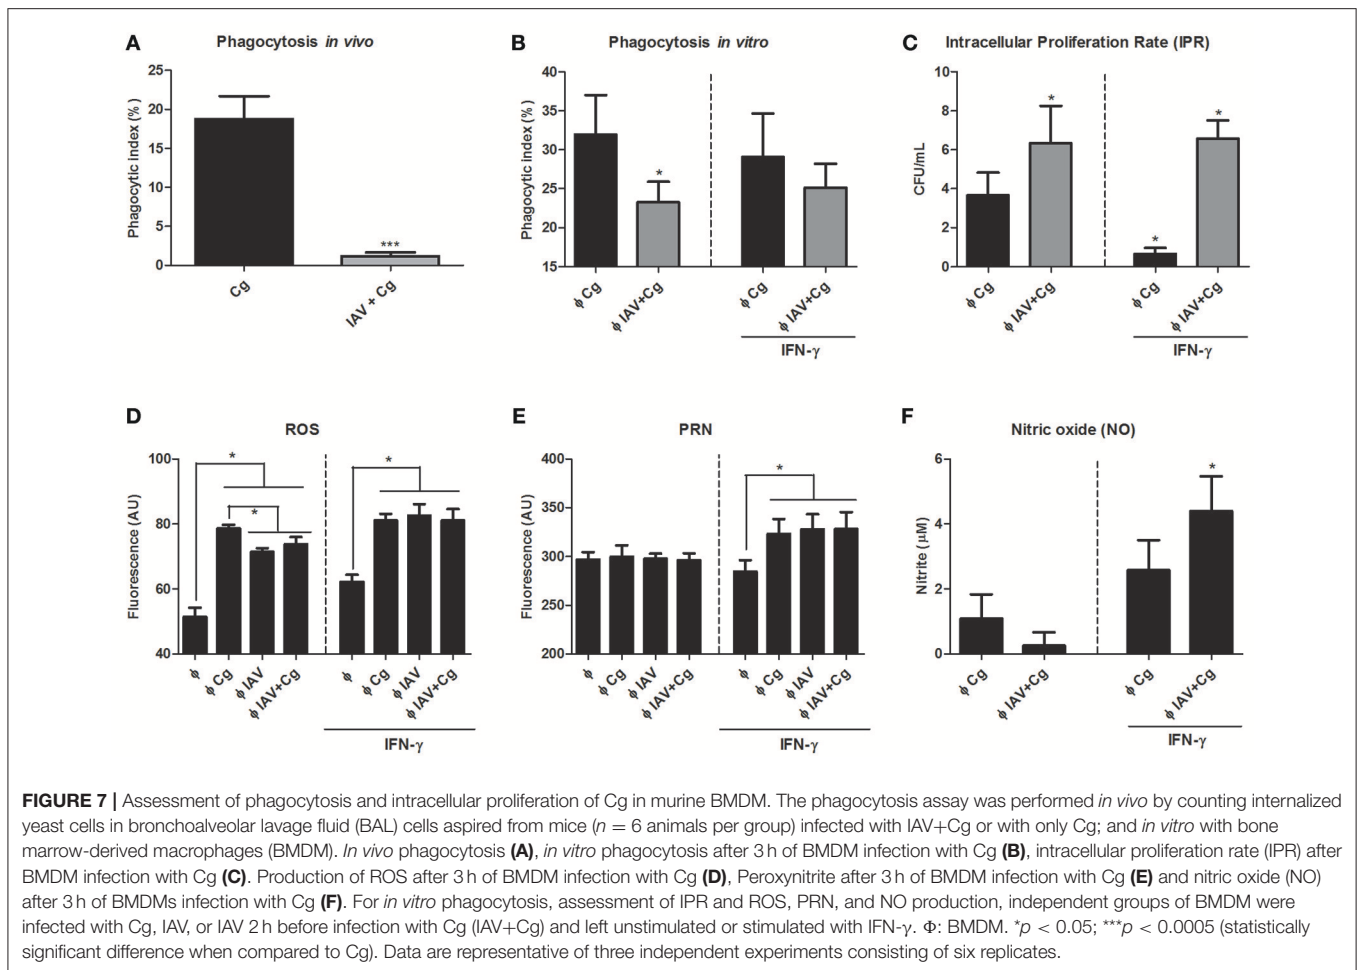 A
Phagocytosis in vivo
Phagocytic index (%)
25
20
15
10
5
0
***
Cg
IAV + Cg
B
Phagocytosis in vitro
Phagocytic index (%)
40
35
30
25
20
15
*
ϕ Cg
ϕ IAV+Cg
ϕ Cg
ϕ IAV+Cg
IFN-γ
C
Intracellular Proliferation Rate (IPR)
CFU/mL
10
8
6
4
2
0
*
*
*
ϕ Cg
ϕ IAV+Cg
ϕ Cg
ϕ IAV+Cg
IFN-γ
D
ROS
Fluorescence (AU)
100
80
60
40
*
*
*
ϕ
ϕ Cg
ϕ IAV
ϕ IAV+Cg
ϕ
ϕ Cg
ϕ IAV
ϕ IAV+Cg
IFN-γ
E
PRN
Fluorescence (AU)
400
350
300
250
200
*
ϕ
ϕ Cg
ϕ IAV
ϕ IAV+Cg
ϕ
ϕ Cg
ϕ IAV
ϕ IAV+Cg
IFN-γ
F
Nitric oxide (NO)
Nitrite (μM)
6
4
2
0
*
ϕ Cg
ϕ IAV+Cg
ϕ Cg
ϕ IAV+Cg
IFN-γ
FIGURE 7 | Assessment of phagocytosis and intracellular proliferation of Cg in murine BMDM. The phagocytosis assay was performed in vivo by counting internalized
yeast cells in bronchoalveolar lavage fluid (BAL) cells aspired from mice (n = 6 animals per group) infected with IAV+Cg or with only Cg; and in vitro with bone
marrow-derived macrophages (BMDM). In vivo phagocytosis (A), in vitro phagocytosis after 3 h of BMDM infection with Cg (B), intracellular proliferation rate (IPR) after
BMDM infection with Cg (C). Production of ROS after 3 h of BMDM infection with Cg (D), Peroxynitrite after 3 h of BMDM infection with Cg (E) and nitric oxide (NO)
after 3 h of BMDMs infection with Cg (F). For in vitro phagocytosis, assessment of IPR and ROS, PRN, and NO production, independent groups of BMDM were
infected with Cg, IAV, or IAV 2 h before infection with Cg (IAV+Cg) and left unstimulated or stimulated with IFN-γ. Φ: BMDM. *p < 0.05; ***p < 0.0005 (statistically
significant difference when compared to Cg). Data are representative of three independent experiments consisting of six replicates.